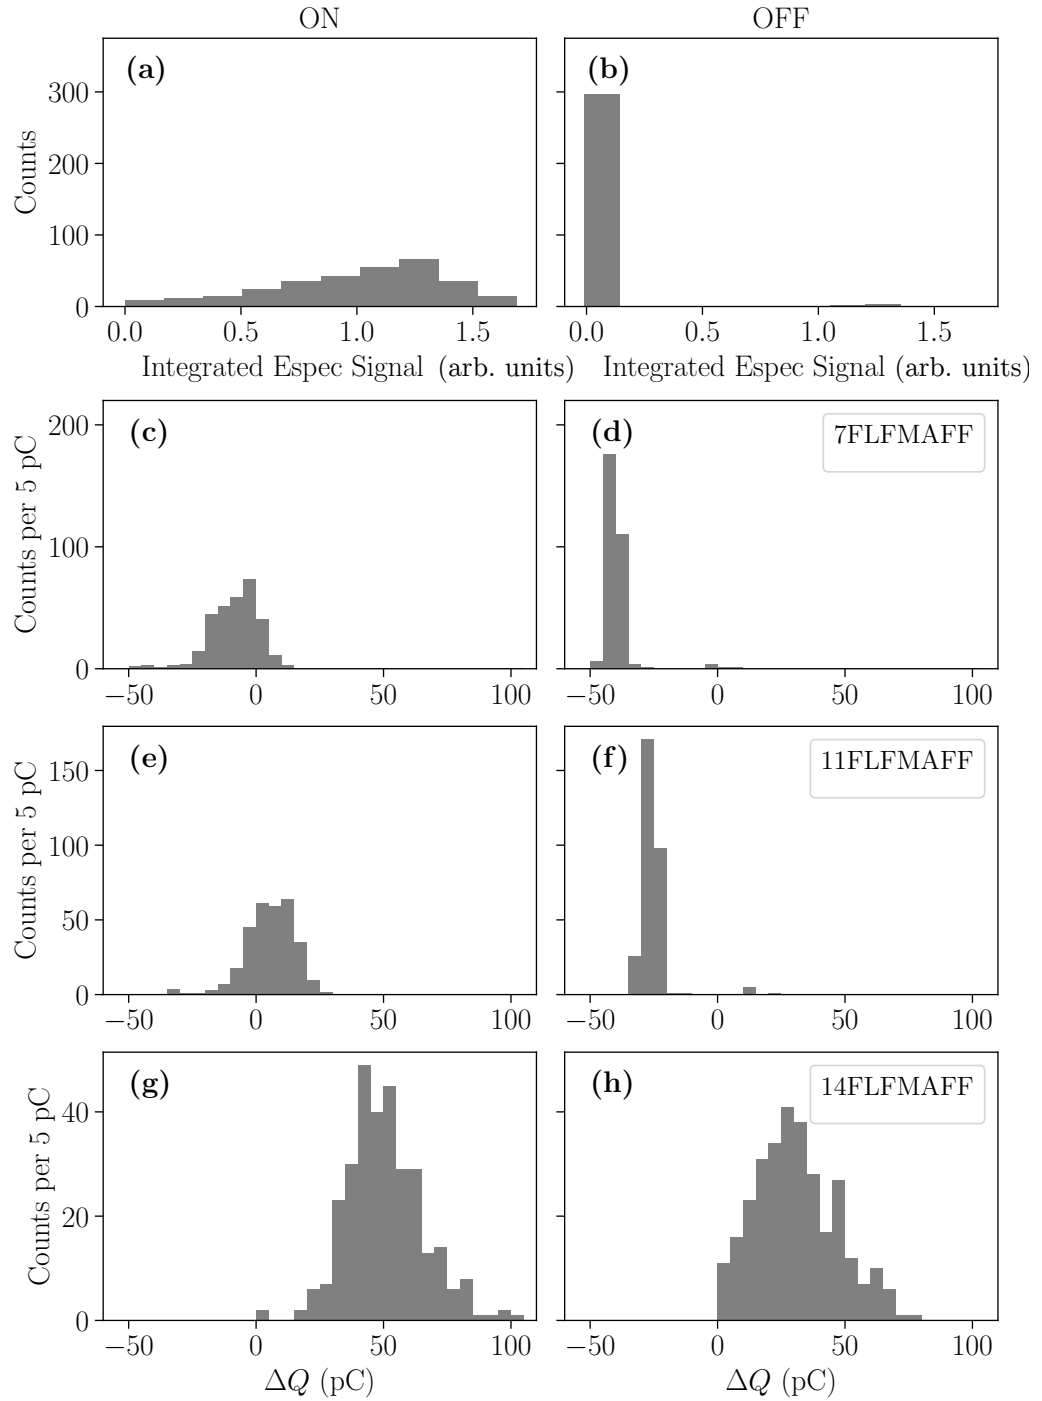 ON
OFF
(a)
(b)
300
200
100
0
Counts
0.0 0.5 1.0 1.5
0.0 0.5 1.0 1.5
Integrated Espec Signal (arb. units)
Integrated Espec Signal (arb. units)
(c)
(d)
7FLFMAFF
200
100
0
Counts per 5 pC
−50 0 50 100
−50 0 50 100
(e)
(f)
11FLFMAFF
150
100
50
0
Counts per 5 pC
−50 0 50 100
−50 0 50 100
(g)
(h)
14FLFMAFF
40
20
0
Counts per 5 pC
−50 0 50 100
−50 0 50 100
ΔQ (pC)
ΔQ (pC)